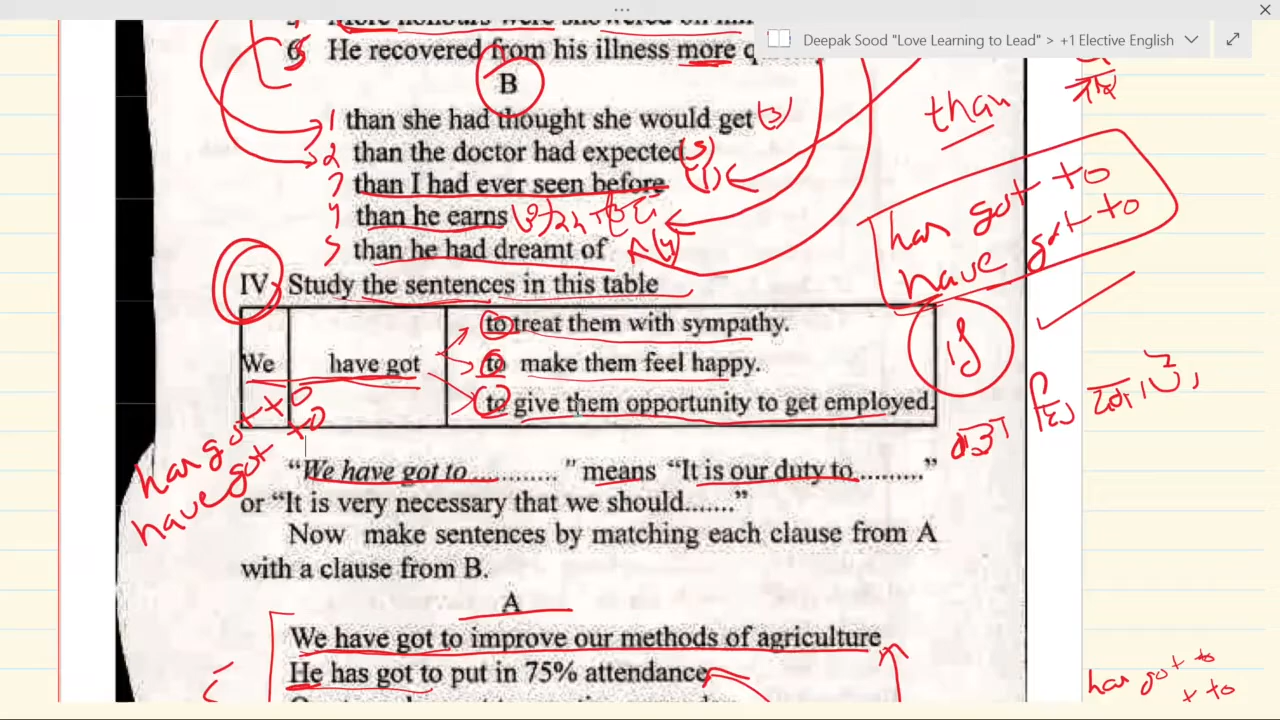 More honours were showered on him
Deepak Sood "Love Learning to Lead" > +1 Elective English
6 He recovered from his illness more
B
than
1 than she had thought she would get (3)
2 than the doctor had expected (5)
3 than I had ever seen before (1)
4 than he earns
5 than he had dreamt of (4)
has got to
have got to
IV. Study the sentences in this table
to treat them with sympathy.
We have got to make them feel happy.
to give them opportunity to get employed.
if
has got to
have got to
"We have got to ............ " means "It is our duty to........."
or "It is very necessary that we should......."
Now make sentences by matching each clause from A
with a clause from B.
A
We have got to improve our methods of agriculture
He has got to put in 75% attendance
has got to
t to